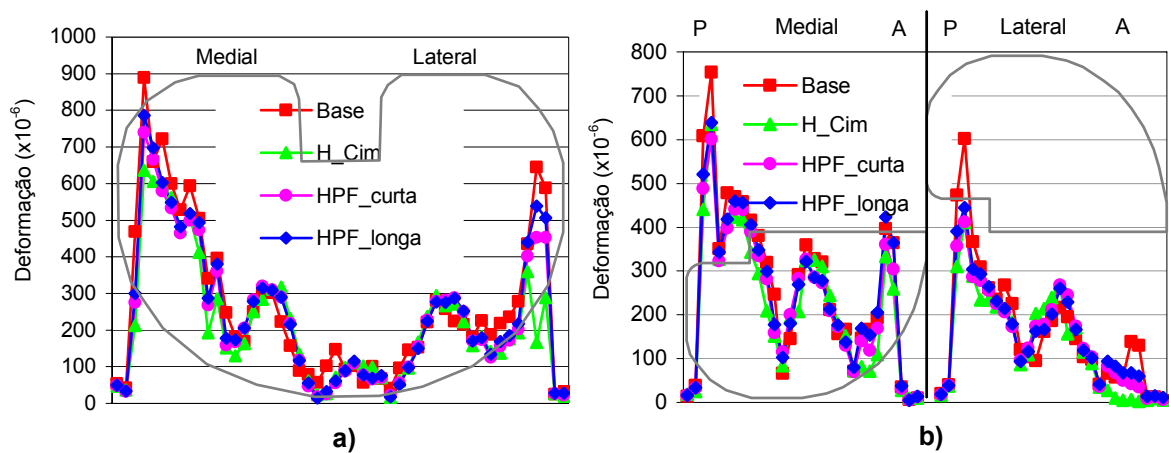 Medial Lateral
Deformação (x10-6)
1000
900
800
700
600
500
400
300
200
100
0
Base
H_Cim
HPF_curta
HPF_longa
a)
P Medial A P Lateral A
Deformação (x10-6)
800
700
600
500
400
300
200
100
0
Base
H_Cim
HPF_curta
HPF_longa
b)